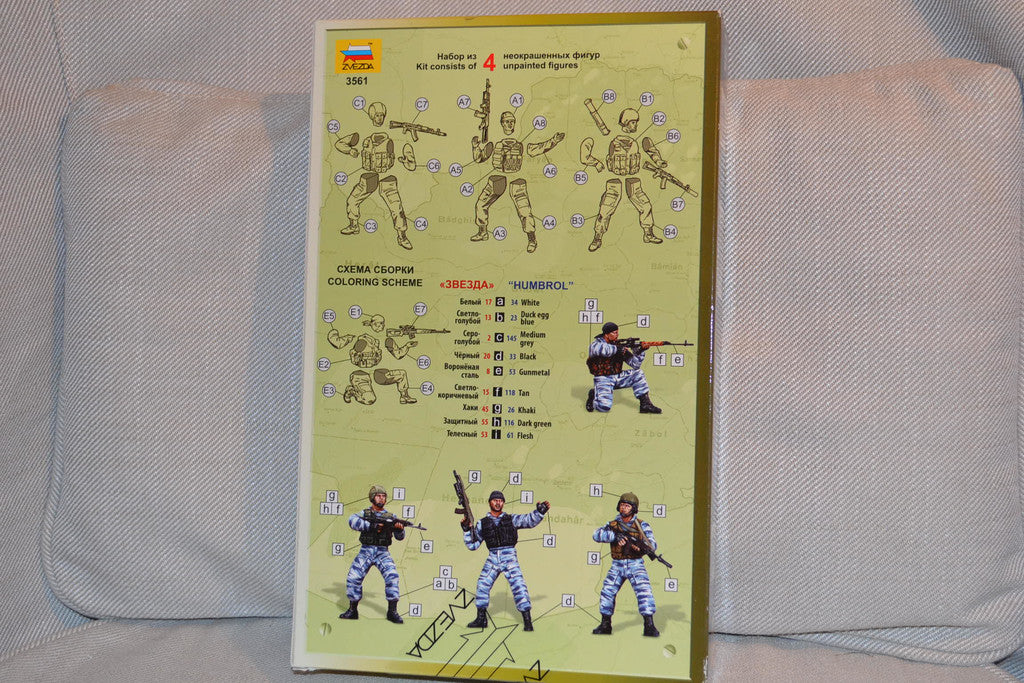 ZVEZDA
3561
Набор из 4 неокрашенных фигур
Kit consists of unpainted figures
C1 C7 A7 A1 B8 B1
C5 A8 B2
B6
C6 A5 A6
C2 A2 B5
B7
C3 C4 A3 A4 B3 B4
СХЕМА СБОРКИ
COLORING SCHEME
«ЗВЕЗДА» “HUMBROL”
Белый 17 a 34 White
Светло-голубой 13 b 23 Duck egg blue
Серо-голубой 2 c 145 Medium grey
Чёрный 20 d 33 Black
Воронёная сталь 8 e 53 Gunmetal
Светло-коричневый 15 f 118 Tan
Хаки 45 g 26 Khaki
Защитный 55 h 116 Dark green
Телесный 53 i 61 Flesh
E5 E1 E7
E2 E6
E3 E4
g
h f d
f e
Zābol
Bāmīān
g i g d h
h f f i d
g e d g e
c
a b
d d
ZVEZDA